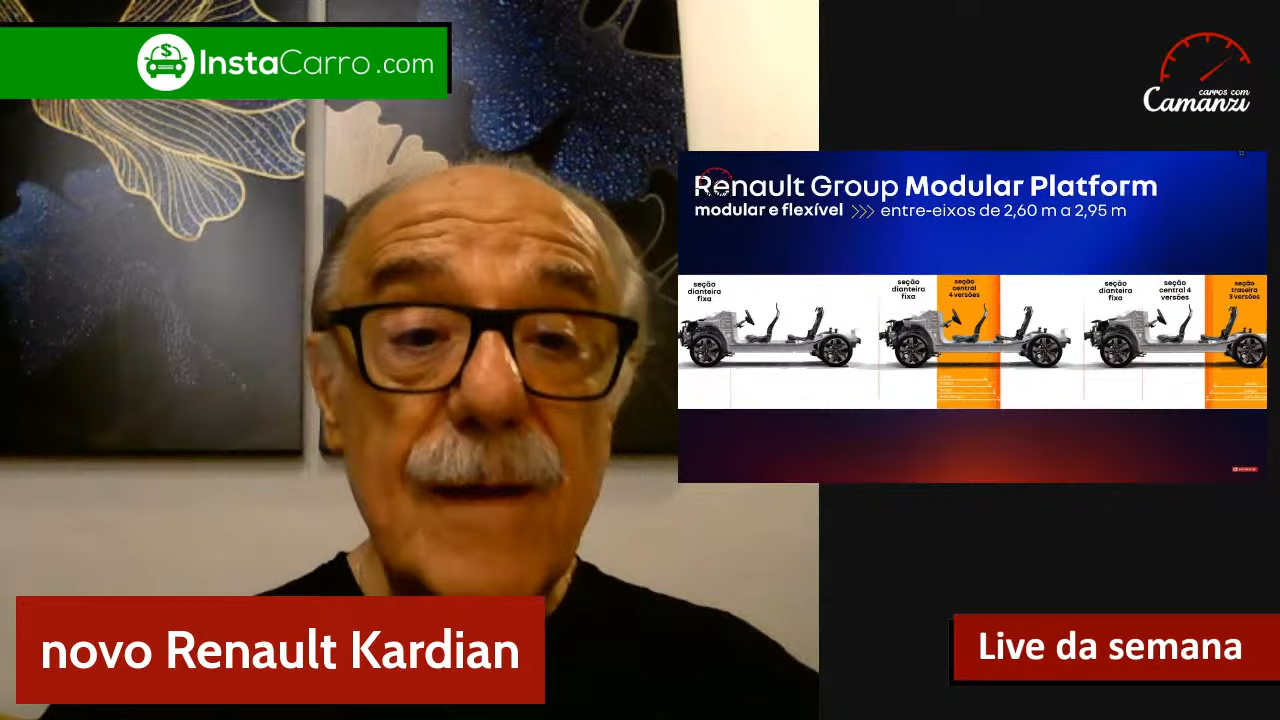 InstaCarro.com
carros com
Camanzi
Renault Group Modular Platform
modular e flexível >>> entre-eixos de 2,60 m a 2,95 m
seção
dianteira
fixa
seção
dianteira
fixa
seção
central
4 versões
seção
dianteira
fixa
seção
central 4
versões
seção
traseira
3 versões
novo Renault Kardian
Live da semana